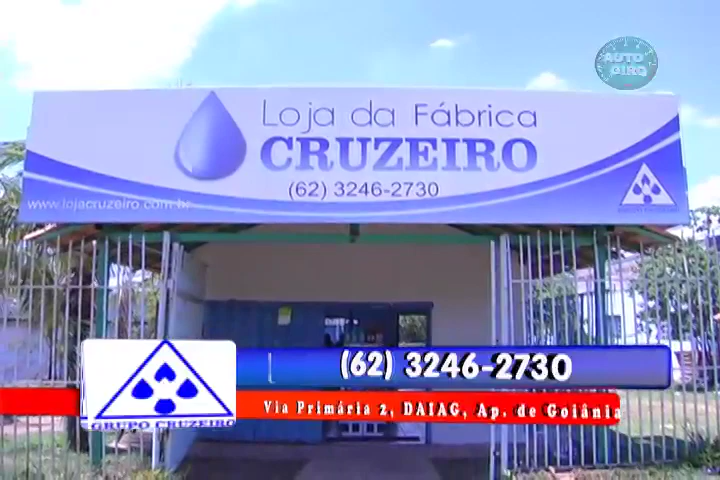 AUTO
GIRO
Loja da Fábrica
CRUZEIRO
(62) 3246-2730
www.lojacruzeiro.com.br
(62) 3246-2730
Via Primária 2, DAIAG, Ap. de Goiânia
GRUPO CRUZEIRO